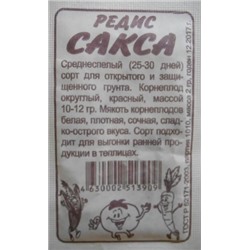 РЕДИС
САКСА
Среднеспелый (25-30 дней)
сорт для открытого и защи-
щенного грунта. Корнеплод
округлый, красный, массой
10-12 гр. Мякоть корнеплодов
белая, плотная, сочная, слад-
ко-острого вкуса. Сорт подхо-
дит для выгонки ранней про-
дукции в теплицах.
4630002513909